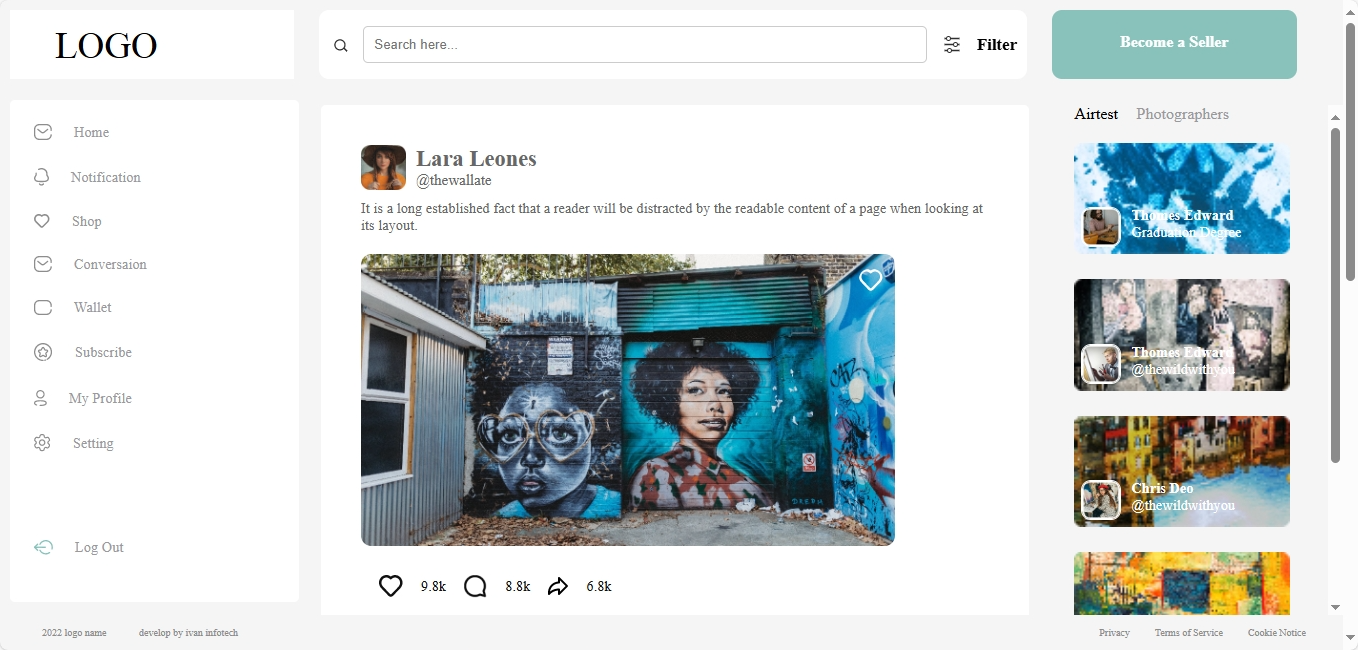 LOGO
Search here...
Filter
Become a Seller
Home
Notification
Shop
Conversaion
Wallet
Subscribe
My Profile
Setting
Log Out
Lara Leones
@thewallate
It is a long established fact that a reader will be distracted by the readable content of a page when looking at
its layout.
WARNING
DREDM
9.8k
8.8k
6.8k
Airtest
Photographers
Thomes Edward
Graduation Degree
Thomes Edward
@thewildwithyou
Chris Deo
@thewildwithyou
2022 logo name
develop by ivan infotech
Privacy
Terms of Service
Cookie Notice